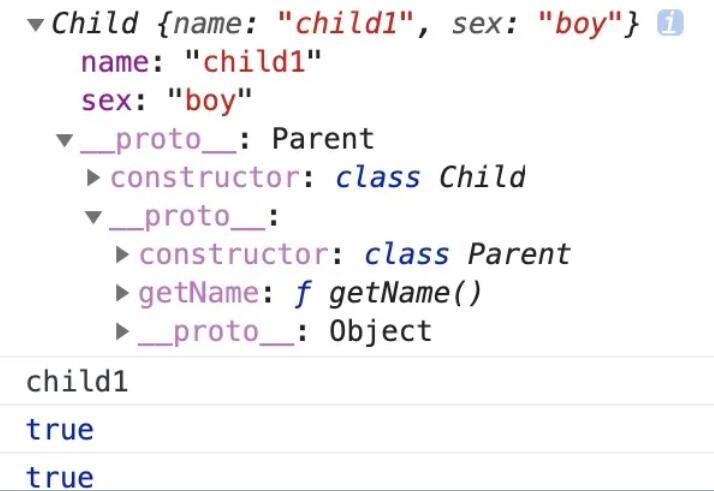 ▼Child {name: "child1", sex: "boy"} i
name: "child1"
sex: "boy"
▼__proto__: Parent
▶constructor: class Child
▼__proto__:
▶constructor: class Parent
▶getName: ƒ getName()
▶__proto__: Object
child1
true
true